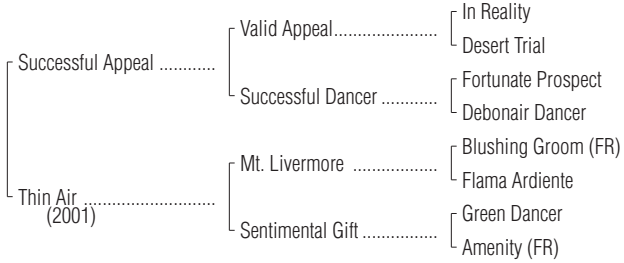 In Reality
Valid Appeal
Desert Trial
Successful Appeal
Fortunate Prospect
Successful Dancer
Debonair Dancer
Blushing Groom (FR)
Mt. Livermore
Flama Ardiente
Thin Air
(2001)
Green Dancer
Sentimental Gift
Amenity (FR)